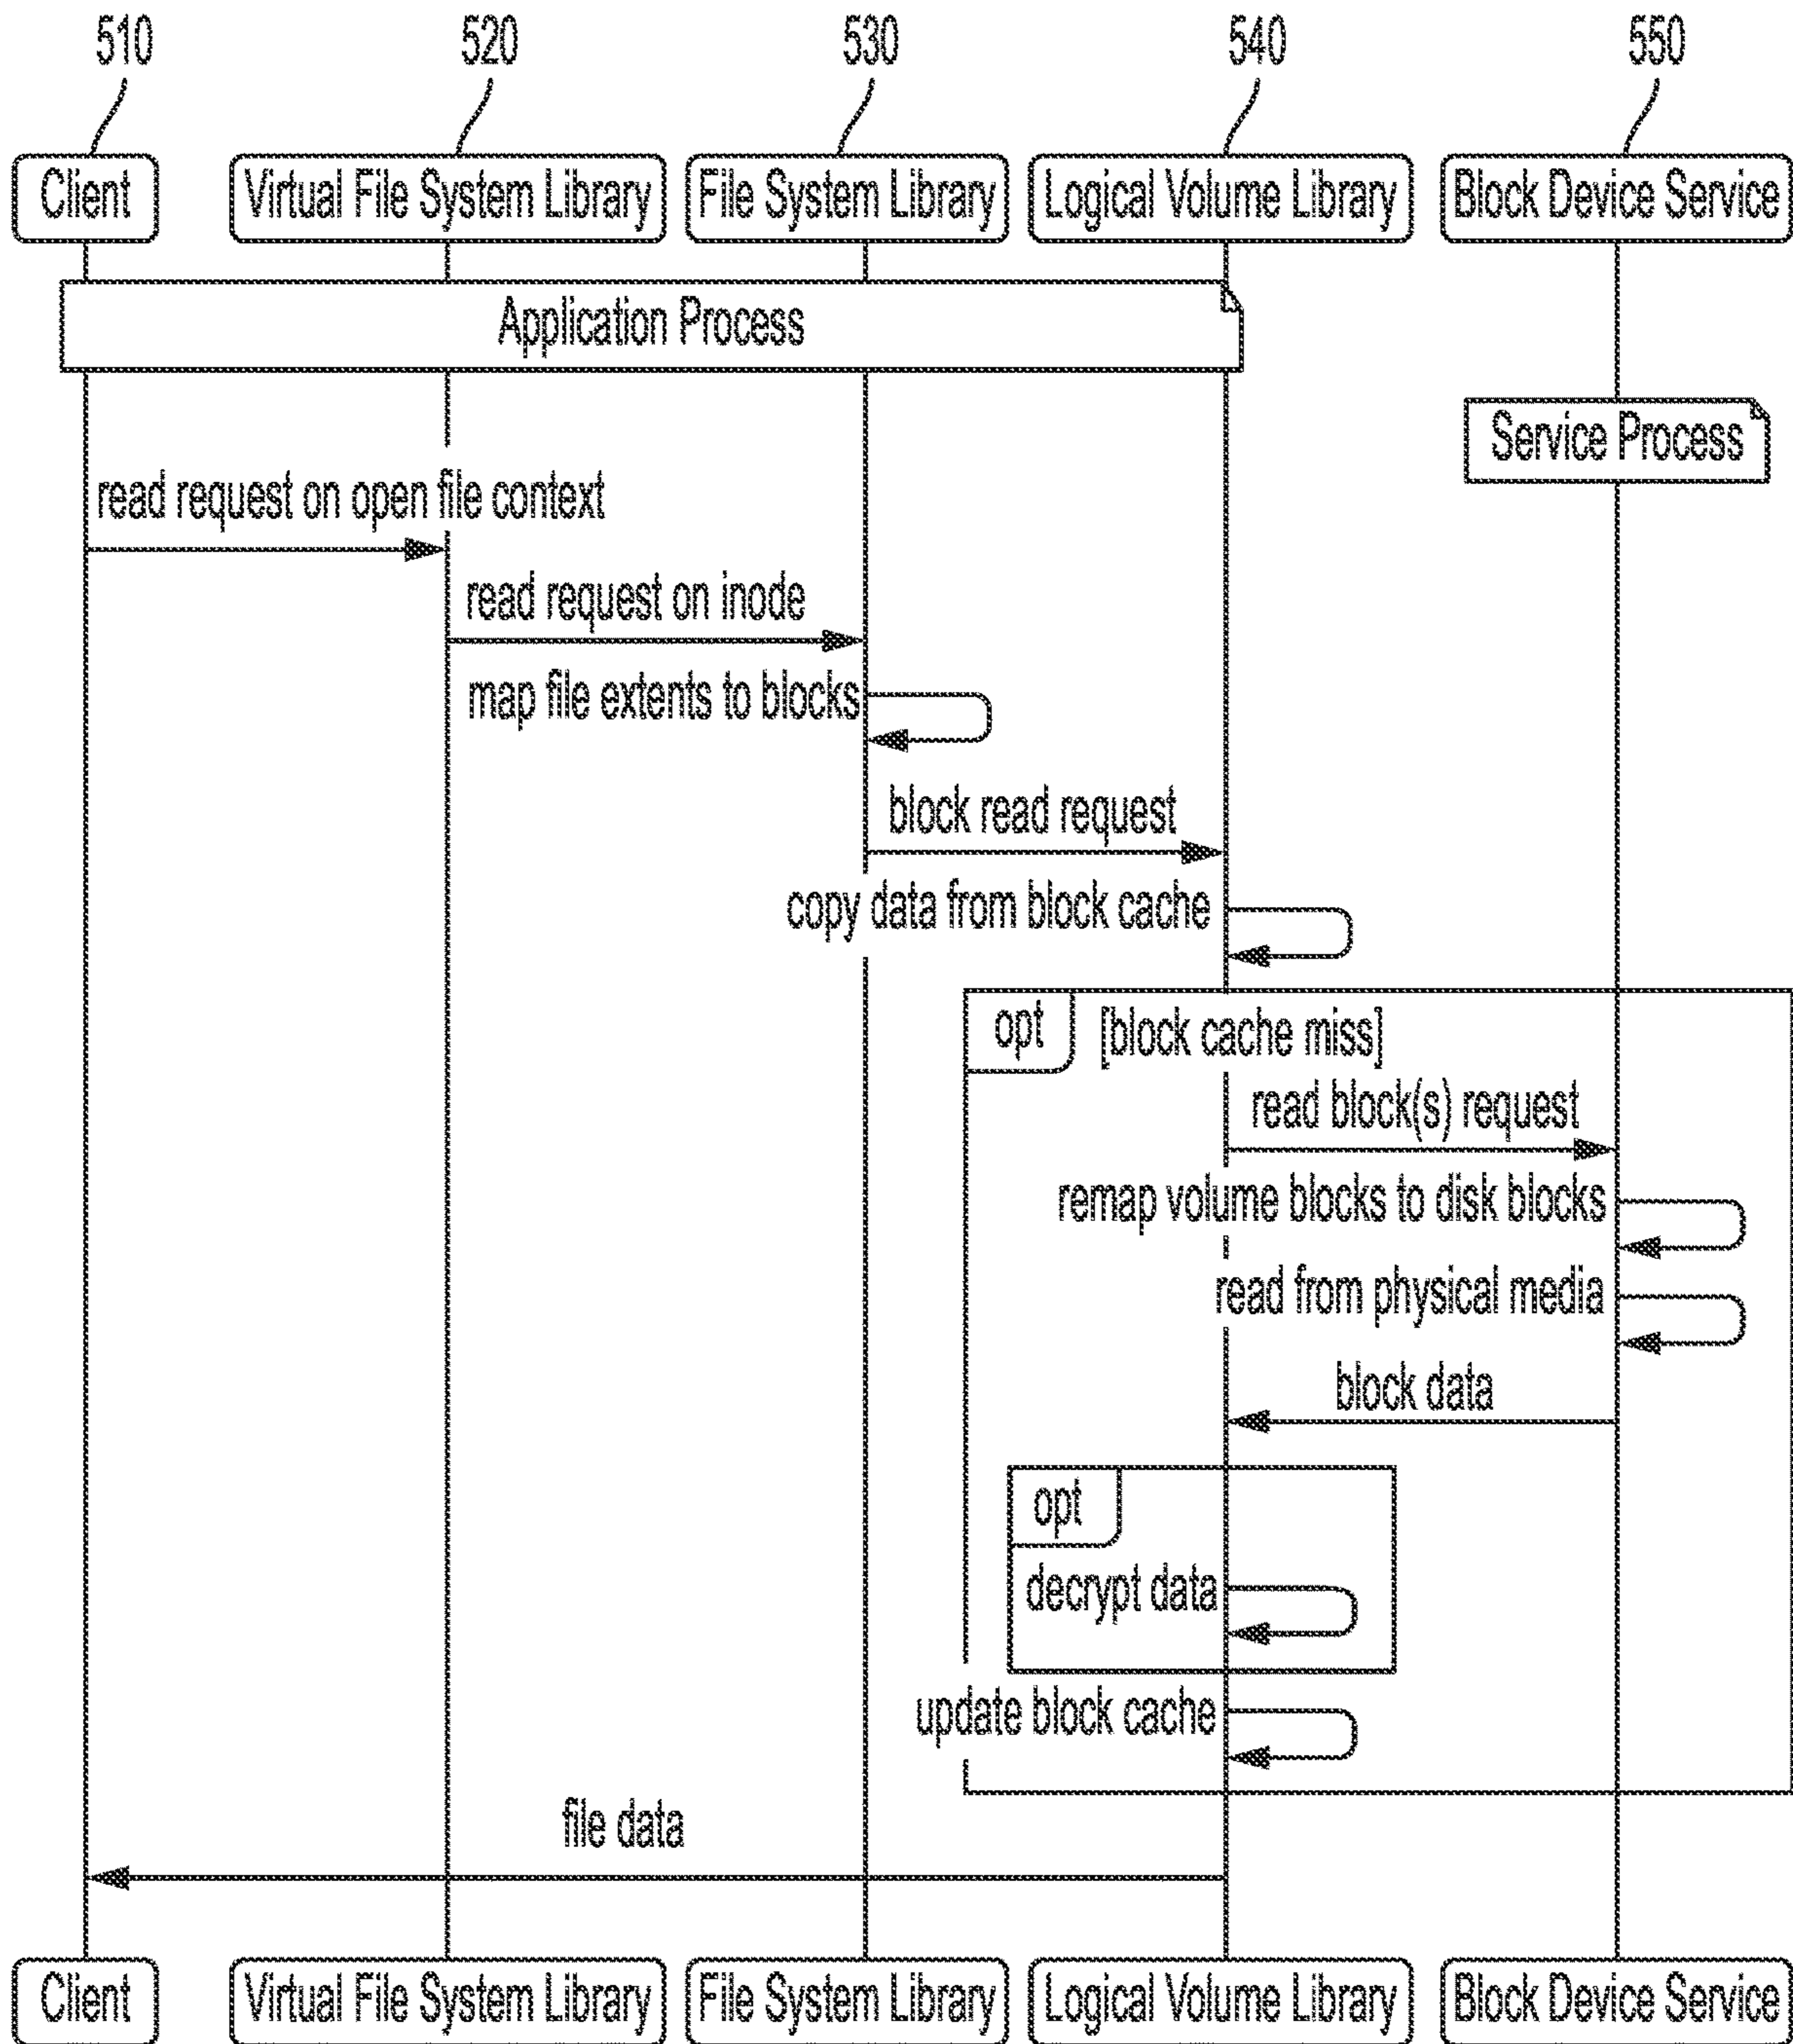 510
520
530
540
550
Client
Virtual File System Library
File System Library
Logical Volume Library
Block Device Service
Application Process
Service Process
read request on open file context
read request on inode
map file extents to blocks
block read request
copy data from block cache
opt
[block cache miss]
read block(s) request
remap volume blocks to disk blocks
read from physical media
block data
opt
decrypt data
update block cache
file data
Client
Virtual File System Library
File System Library
Logical Volume Library
Block Device Service